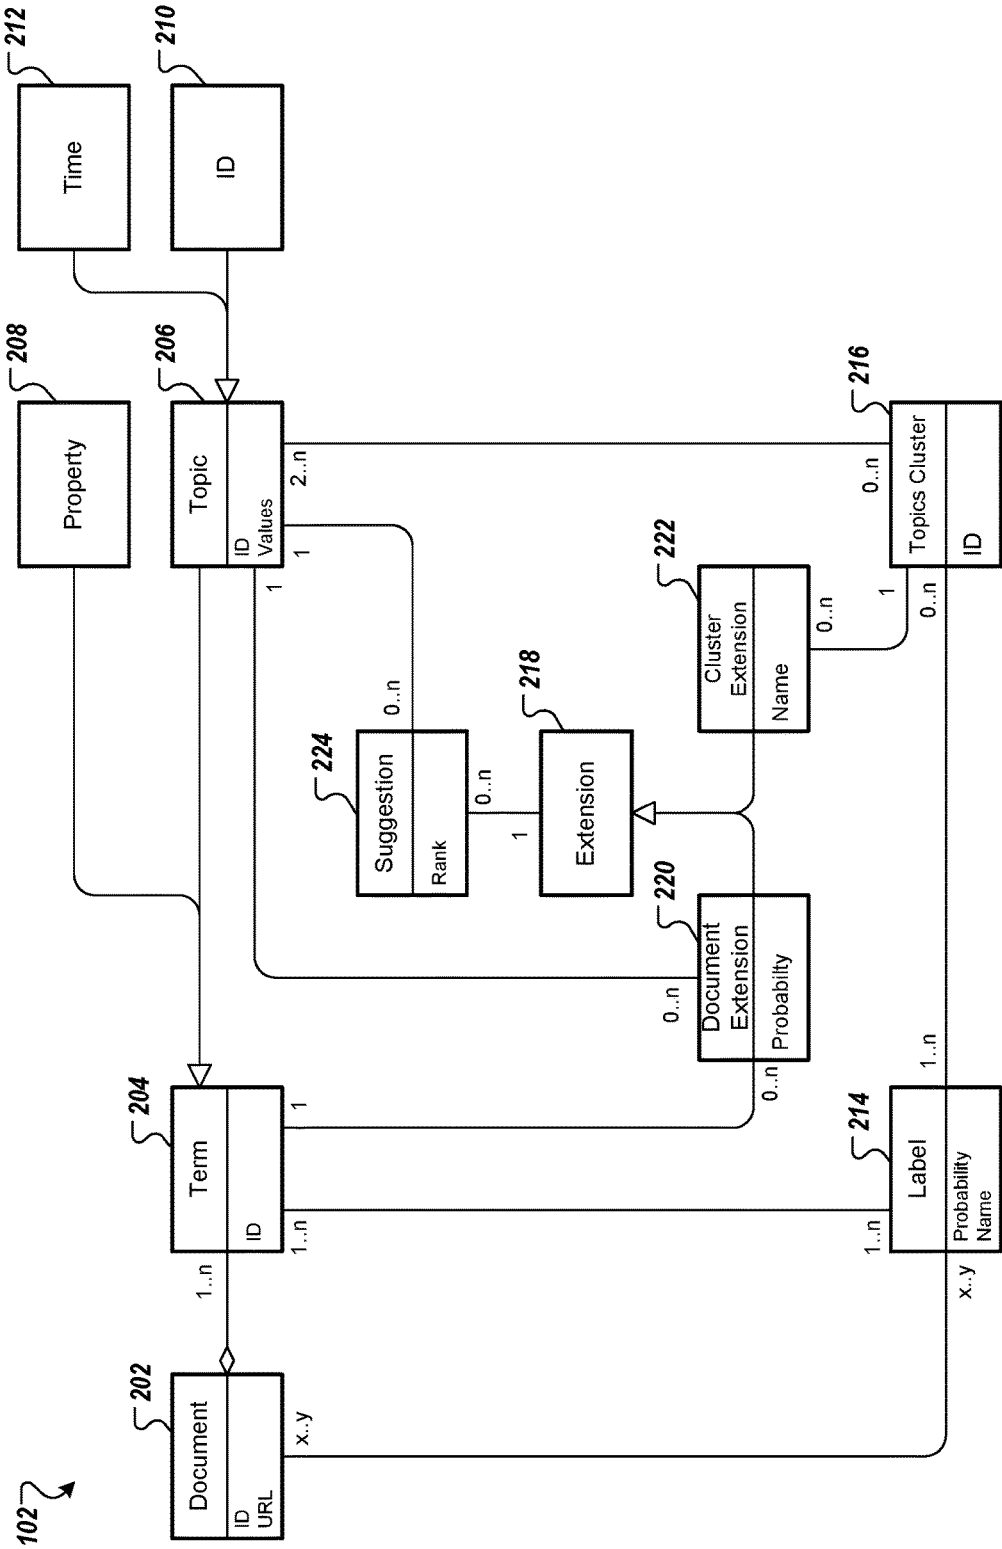 102
202
Document
ID
URL
x..y
1..n
204
Term
ID
1..n
1
208
Property
206
Topic
ID
Values
1
1
2..n
212
Time
210
ID
224
Suggestion
Rank
0..n
0..n
218
Extension
1
220
Document
Extension
Probabilty
0..n
0..n
222
Cluster
Extension
Name
0..n
214
Label
Probability
Name
1..n
x..y
1..n
216
Topics Cluster
ID
0..n
1
0..n